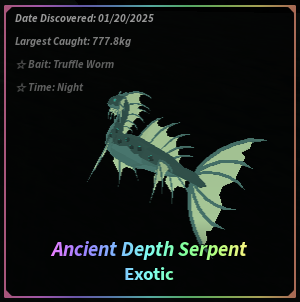 Date Discovered: 01/20/2025
Largest Caught: 777.8kg
☆ Bait: Truffle Worm
☆ Time: Night
Ancient Depth Serpent
Exotic